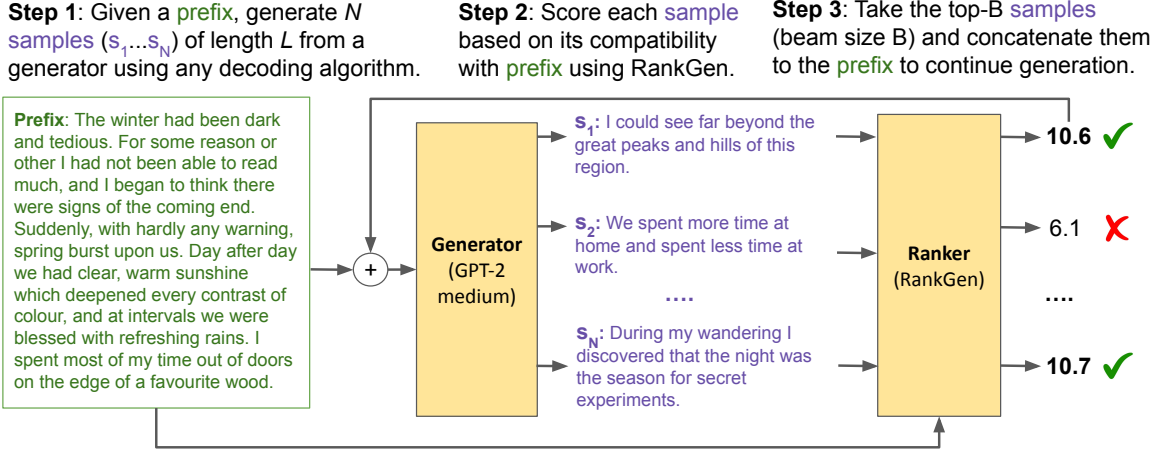 Step 1: Given a prefix, generate N
samples (s1...sN) of length L from a
generator using any decoding algorithm.
Step 2: Score each sample
based on its compatibility
with prefix using RankGen.
Step 3: Take the top-B samples
(beam size B) and concatenate them
to the prefix to continue generation.
Prefix: The winter had been dark
and tedious. For some reason or
other I had not been able to read
much, and I began to think there
were signs of the coming end.
Suddenly, with hardly any warning,
spring burst upon us. Day after day
we had clear, warm sunshine
which deepened every contrast of
colour, and at intervals we were
blessed with refreshing rains. I
spent most of my time out of doors
on the edge of a favourite wood.
+
Generator
(GPT-2
medium)
s1: I could see far beyond the
great peaks and hills of this
region.
s2: We spent more time at
home and spent less time at
work.
....
sN: During my wandering I
discovered that the night was
the season for secret
experiments.
Ranker
(RankGen)
10.6
6.1
....
10.7